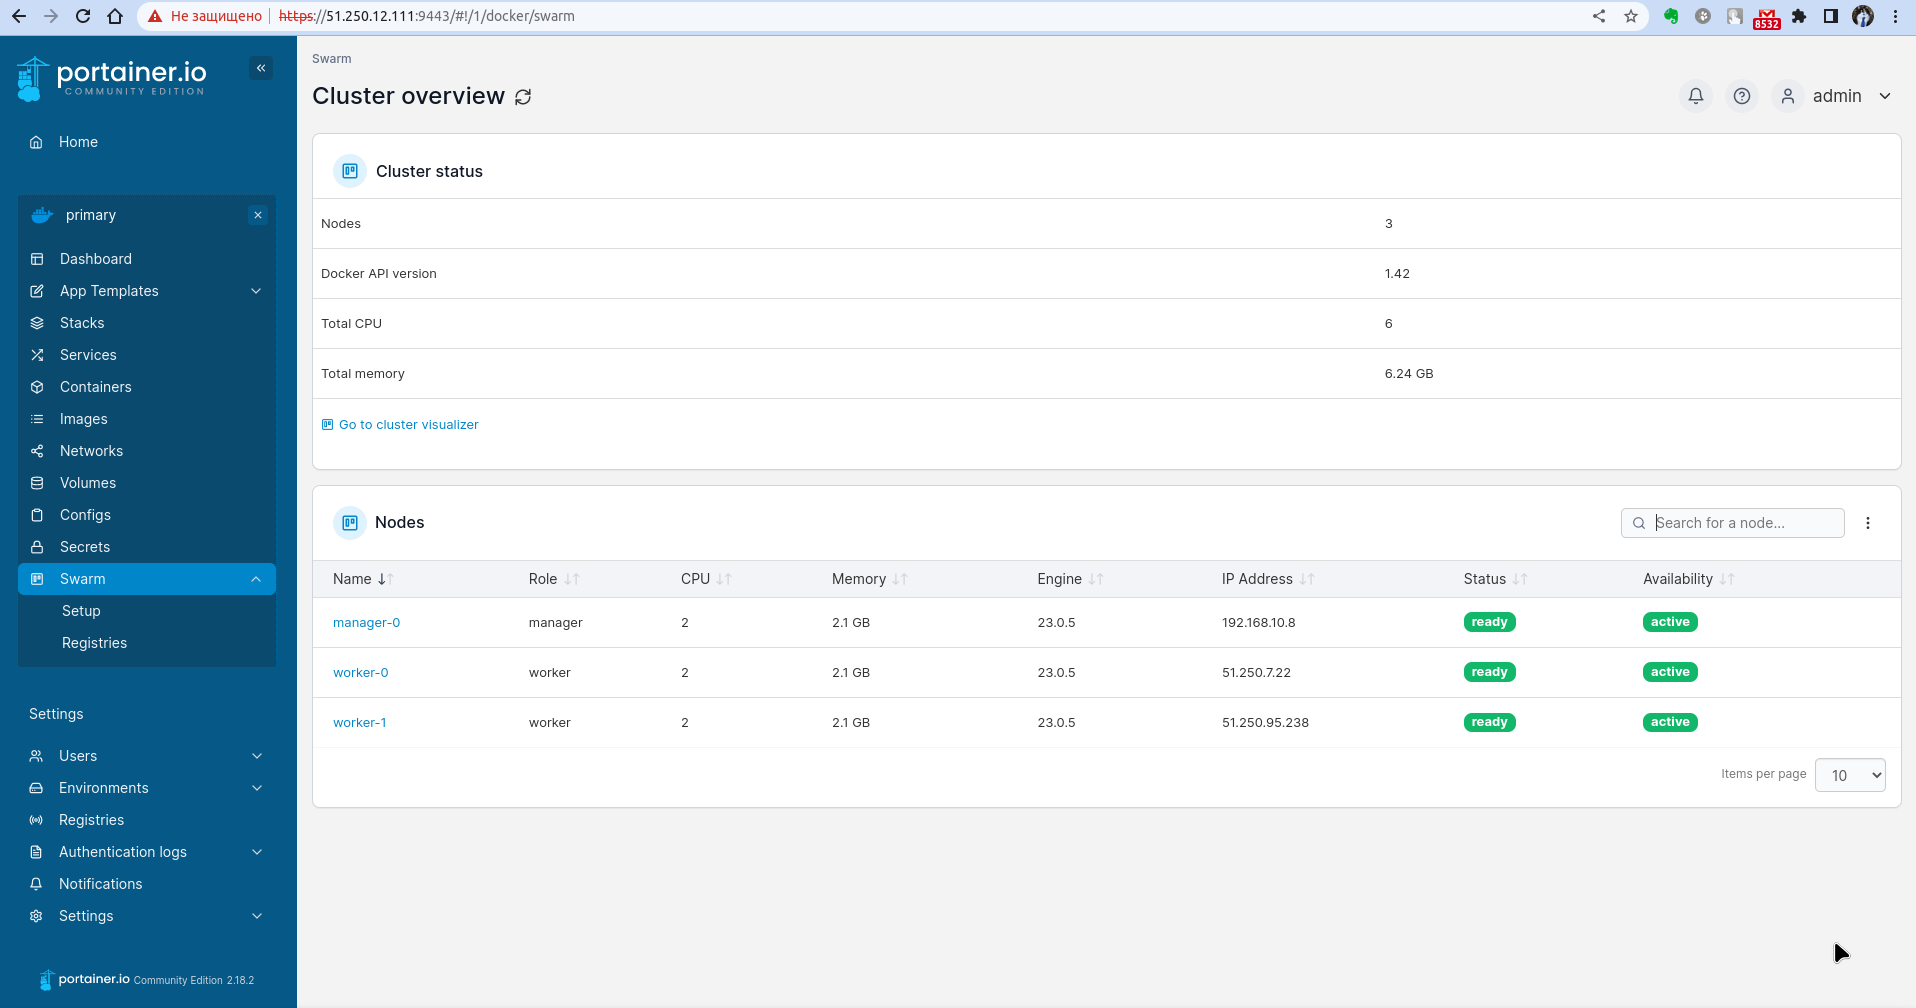 Не защищено https://51.250.12.111:9443/#!/1/docker/swarm
8532
portainer.io
COMMUNITY EDITION
Home
primary
Dashboard
App Templates
Stacks
Services
Containers
Images
Networks
Volumes
Configs
Secrets
Swarm
Setup
Registries
Settings
Users
Environments
Registries
Authentication logs
Notifications
Settings
portainer.io Community Edition 2.18.2
Swarm
Cluster overview
admin
Cluster status
Nodes 3
Docker API version 1.42
Total CPU 6
Total memory 6.24 GB
Go to cluster visualizer
Nodes
Search for a node...
Name Role CPU Memory Engine IP Address Status Availability
manager-0 manager 2 2.1 GB 23.0.5 192.168.10.8 ready active
worker-0 worker 2 2.1 GB 23.0.5 51.250.7.22 ready active
worker-1 worker 2 2.1 GB 23.0.5 51.250.95.238 ready active
Items per page 10